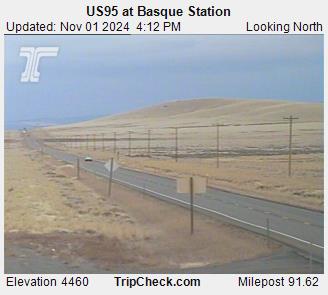 US95 at Basque Station
Updated: Nov 01 2024 4:12 PM Looking North
Elevation 4460 TripCheck.com Milepost 91.62